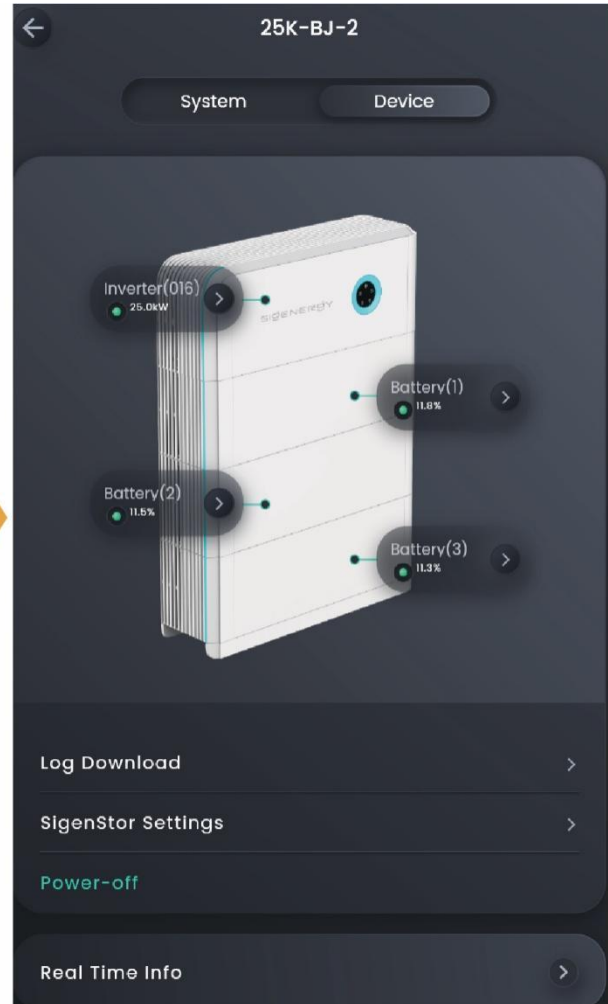 25K-BJ-2
System
Device
Inverter(016)
25.0kW
SIGENERGY
Battery(1)
11.8%
Battery(2)
11.5%
Battery(3)
11.3%
Log Download
SigenStor Settings
Power-off
Real Time Info